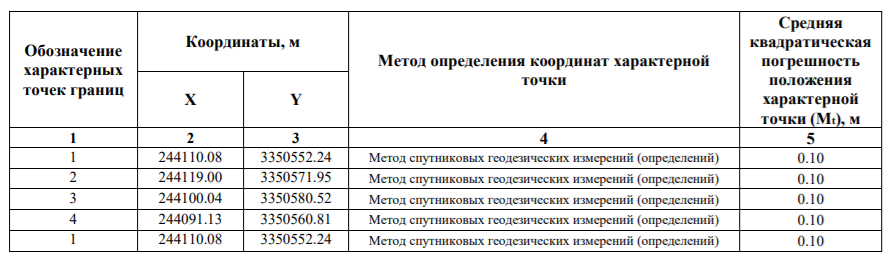 Обозначение
характерных
точек границ
Координаты, м
X
Y
Метод определения координат характерной
точки
Средняя
квадратическая
погрешность
положения
характерной
точки (Mt), м
1 2 3 4 5
1 244110.08 3350552.24 Метод спутниковых геодезических измерений (определений) 0.10
2 244119.00 3350571.95 Метод спутниковых геодезических измерений (определений) 0.10
3 244100.04 3350580.52 Метод спутниковых геодезических измерений (определений) 0.10
4 244091.13 3350560.81 Метод спутниковых геодезических измерений (определений) 0.10
1 244110.08 3350552.24 Метод спутниковых геодезических измерений (определений) 0.10